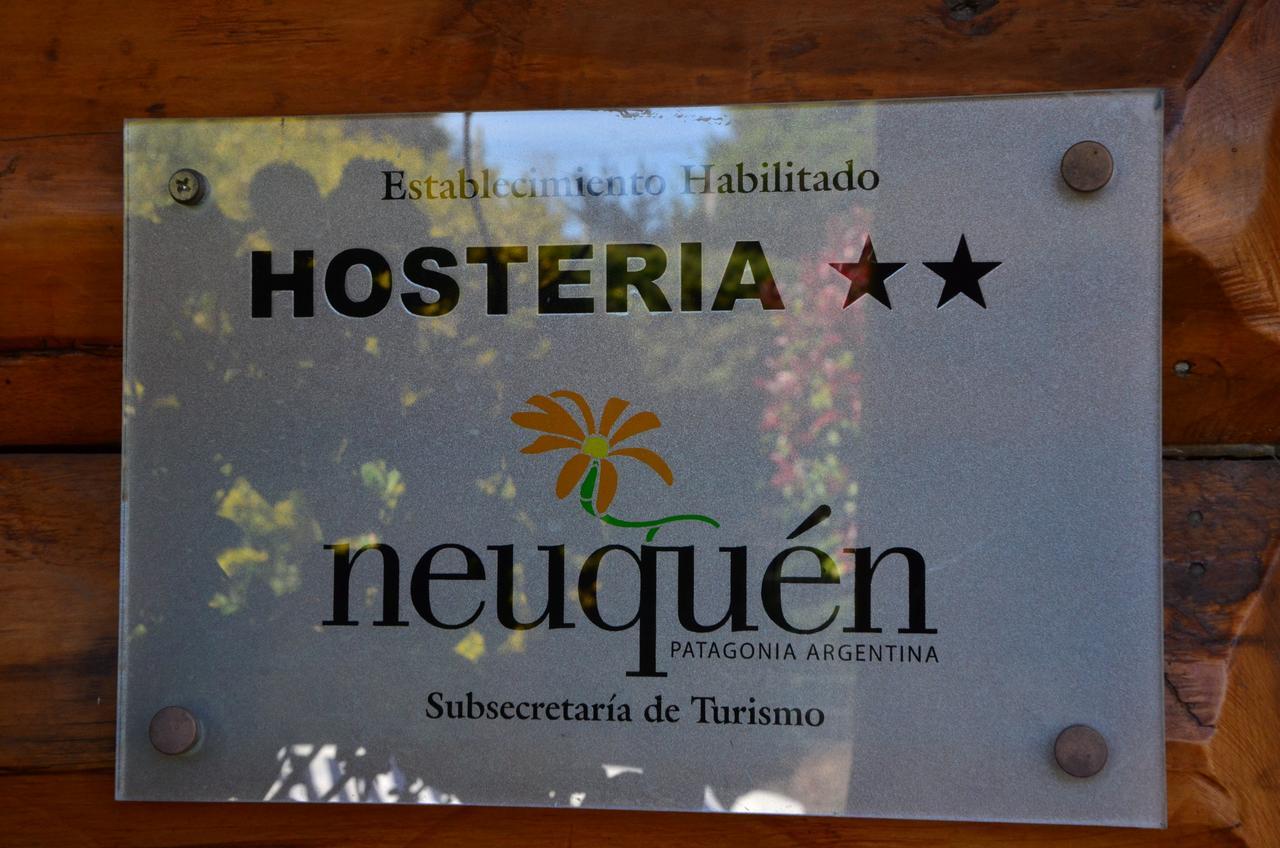 Establecimiento Habilitado
HOSTERIA ★★
neuquén
PATAGONIA ARGENTINA
Subsecretaría de Turismo